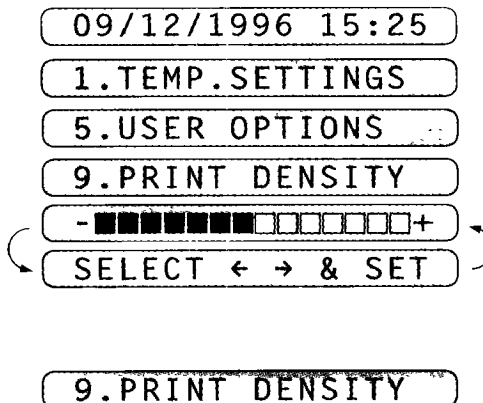 09/12/1996 15:25
1.TEMP.SETTINGS
5.USER OPTIONS
9.PRINT DENSITY
-■■■■■■■□□□□□□□+
SELECT ← → & SET
9.PRINT DENSITY